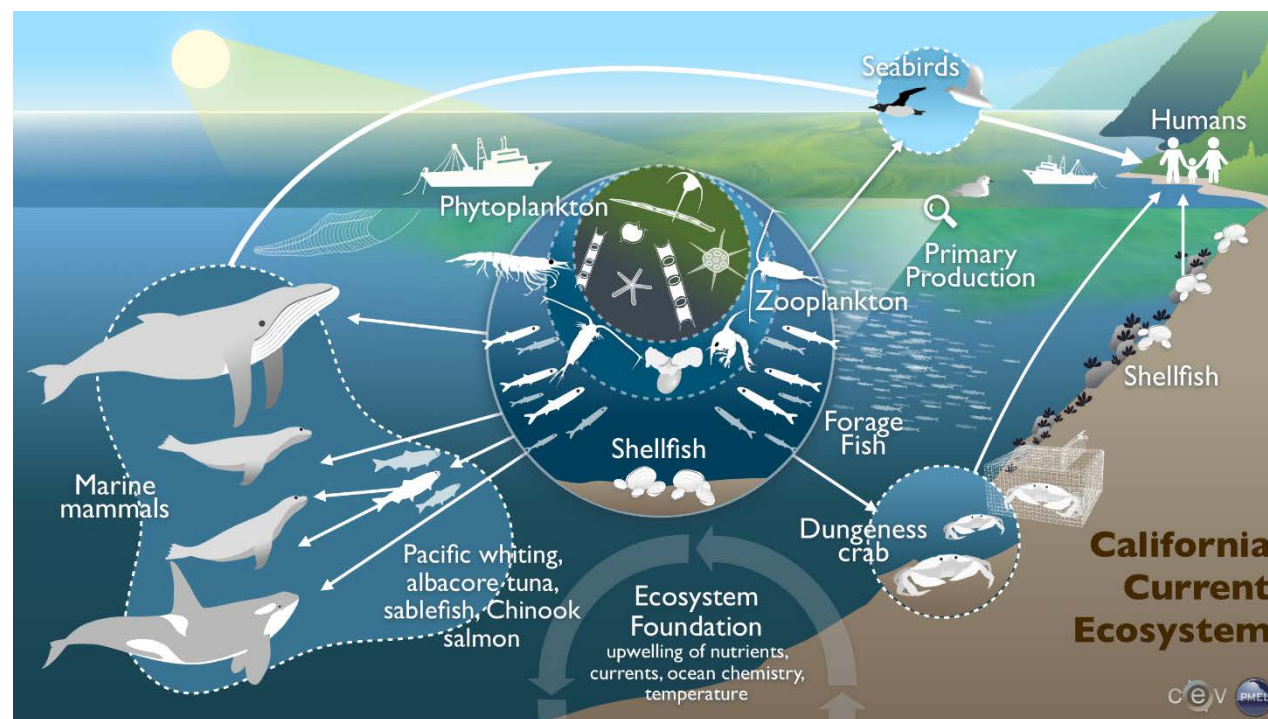 Seabirds
Humans
Phytoplankton
Primary
Production
Zooplankton
Shellfish
Forage
Fish
Shellfish
Marine
mammals
Dungeness
crab
Pacific whiting,
albacore tuna,
sablefish, Chinook
salmon
Ecosystem
Foundation
upwelling of nutrients,
currents, ocean chemistry,
temperature
California
Current
Ecosystem
cev
PMEL